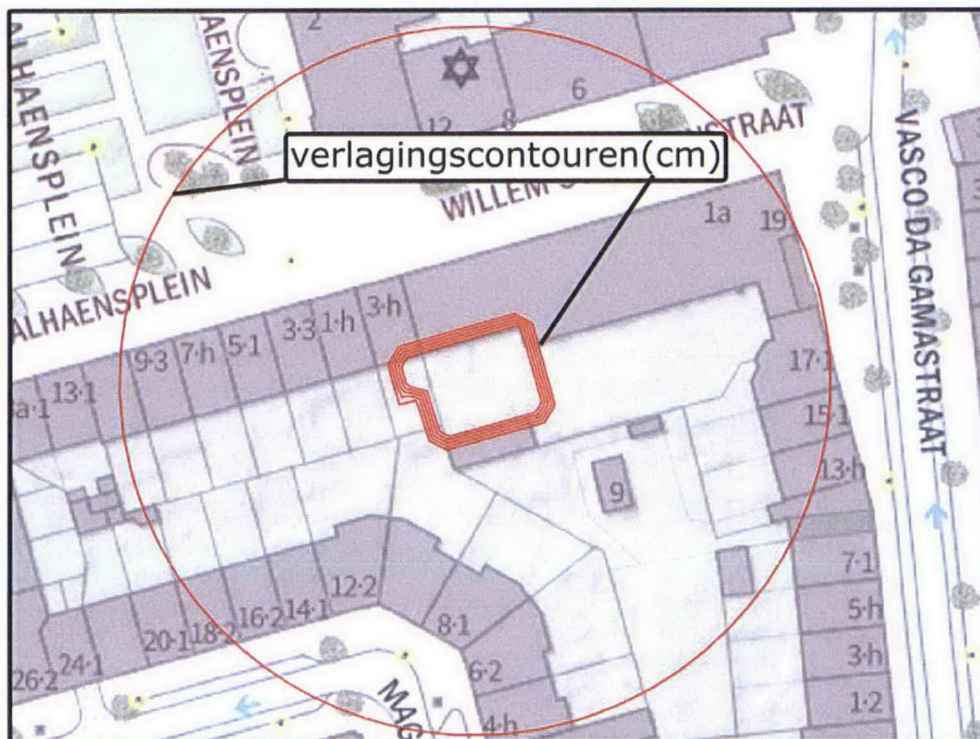 2
ALHAENSPLEIN
AENSPLEIN
6
8
12
verlagingscontouren(cm)
STRAAT
WILLEM
VASCO DA GAMASTRAAT
1a
19
ALHAENSPLEIN
3-h
1-h
3-3
5-1
7-h
9-3
13-1
a-1
17-1
15-1
13-h
9
7-1
5-h
3-h
1-2
12-2
14-1
16-2
18-2
20-1
24-1
26-2
8-1
6-2
4-h
MAG